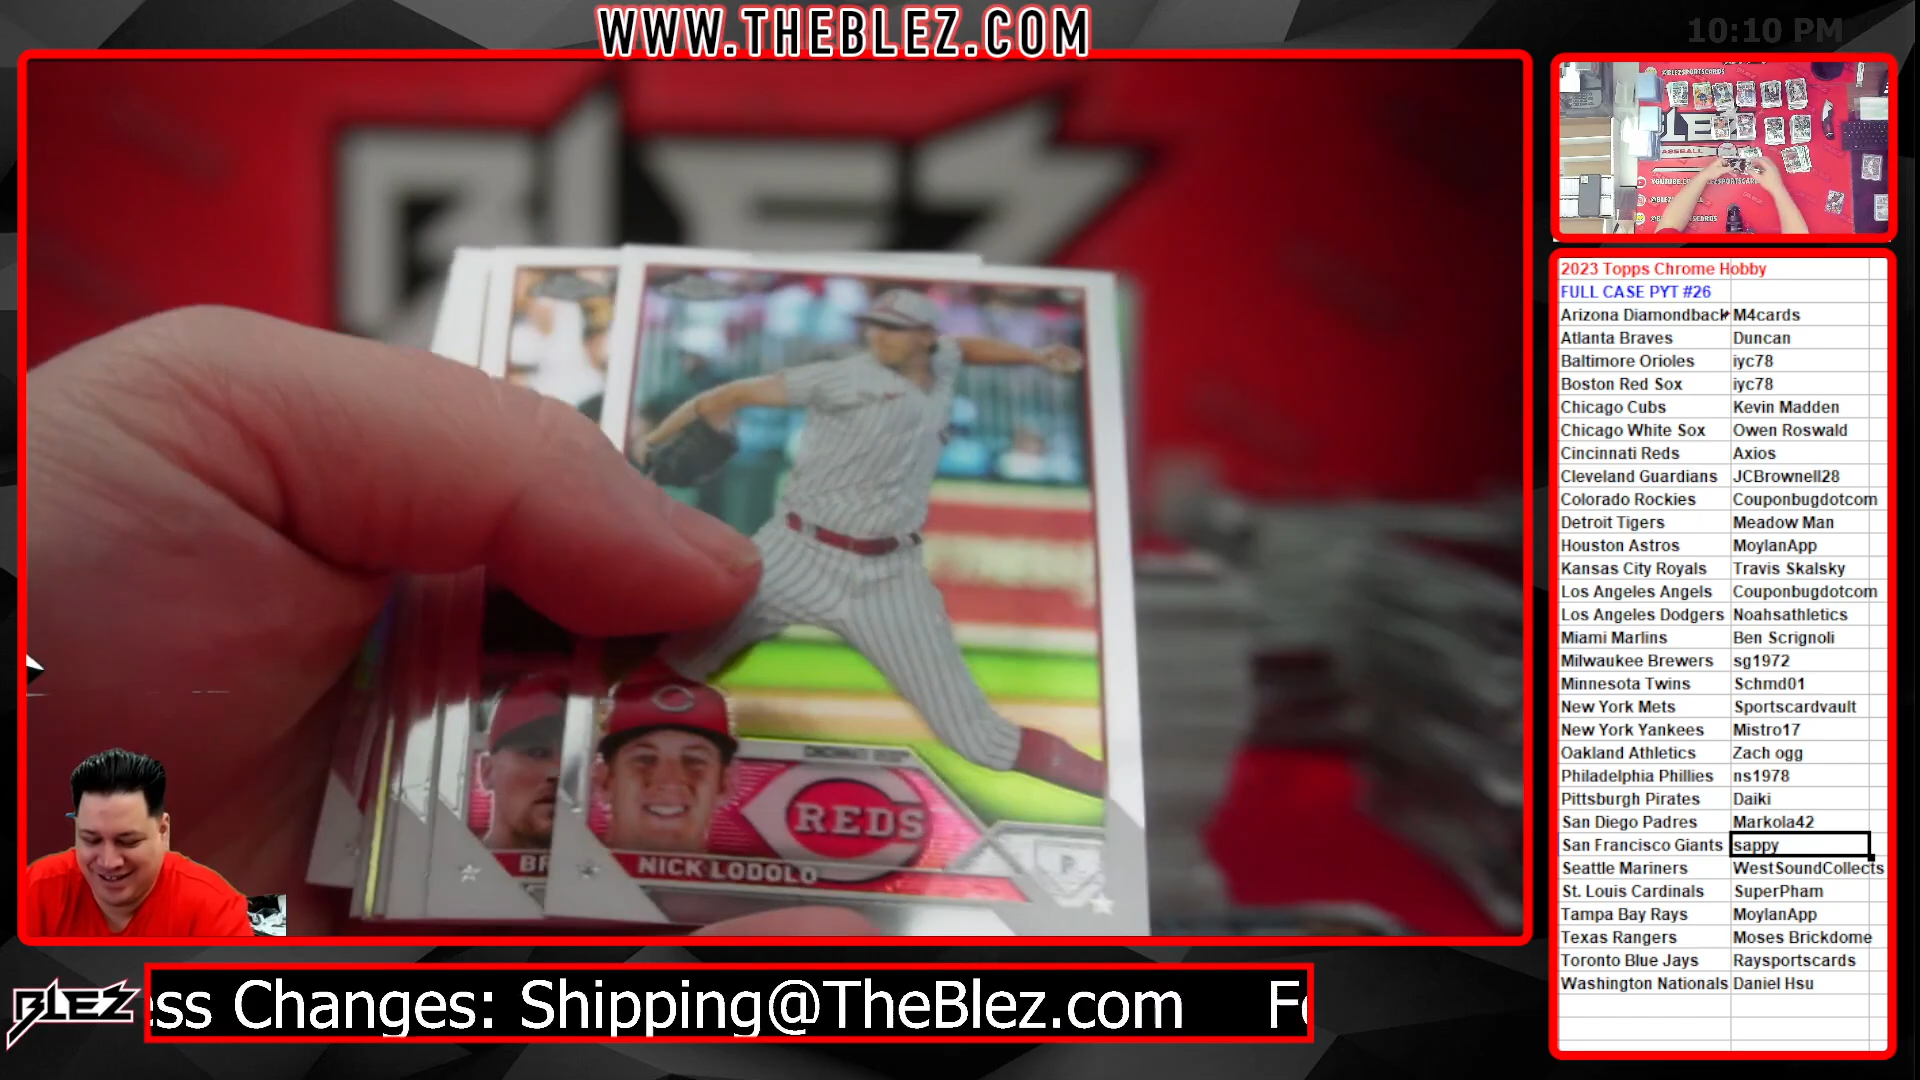 WWW.THEBLEZ.COM
10:10 PM
BLEZ
REDS
BR
NICK LODOLO
2023 Topps Chrome Hobby
FULL CASE PYT #26
Arizona Diamondback M4cards
Atlanta Braves Duncan
Baltimore Orioles iyc78
Boston Red Sox iyc78
Chicago Cubs Kevin Madden
Chicago White Sox Owen Roswald
Cincinnati Reds Axios
Cleveland Guardians JCBrownell28
Colorado Rockies Couponbugdotcom
Detroit Tigers Meadow Man
Houston Astros MoylanApp
Kansas City Royals Travis Skalsky
Los Angeles Angels Couponbugdotcom
Los Angeles Dodgers Noahsathletics
Miami Marlins Ben Scrignoli
Milwaukee Brewers sg1972
Minnesota Twins Schmd01
New York Mets Sportscardvault
New York Yankees Mistro17
Oakland Athletics Zach ogg
Philadelphia Phillies ns1978
Pittsburgh Pirates Daiki
San Diego Padres Markola42
San Francisco Giants sappy
Seattle Mariners WestSoundCollects
St. Louis Cardinals SuperPham
Tampa Bay Rays MoylanApp
Texas Rangers Moses Brickdome
Toronto Blue Jays Raysportscards
Washington Nationals Daniel Hsu
BLEZ
ss Changes: Shipping@TheBlez.com F